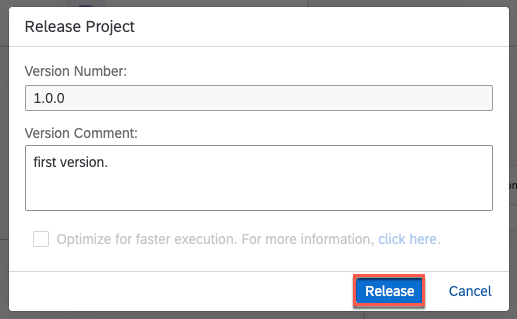 Release Project
Version Number:
1.0.0
Version Comment:
first version.
Optimize for faster execution. For more information, click here.
Release Cancel